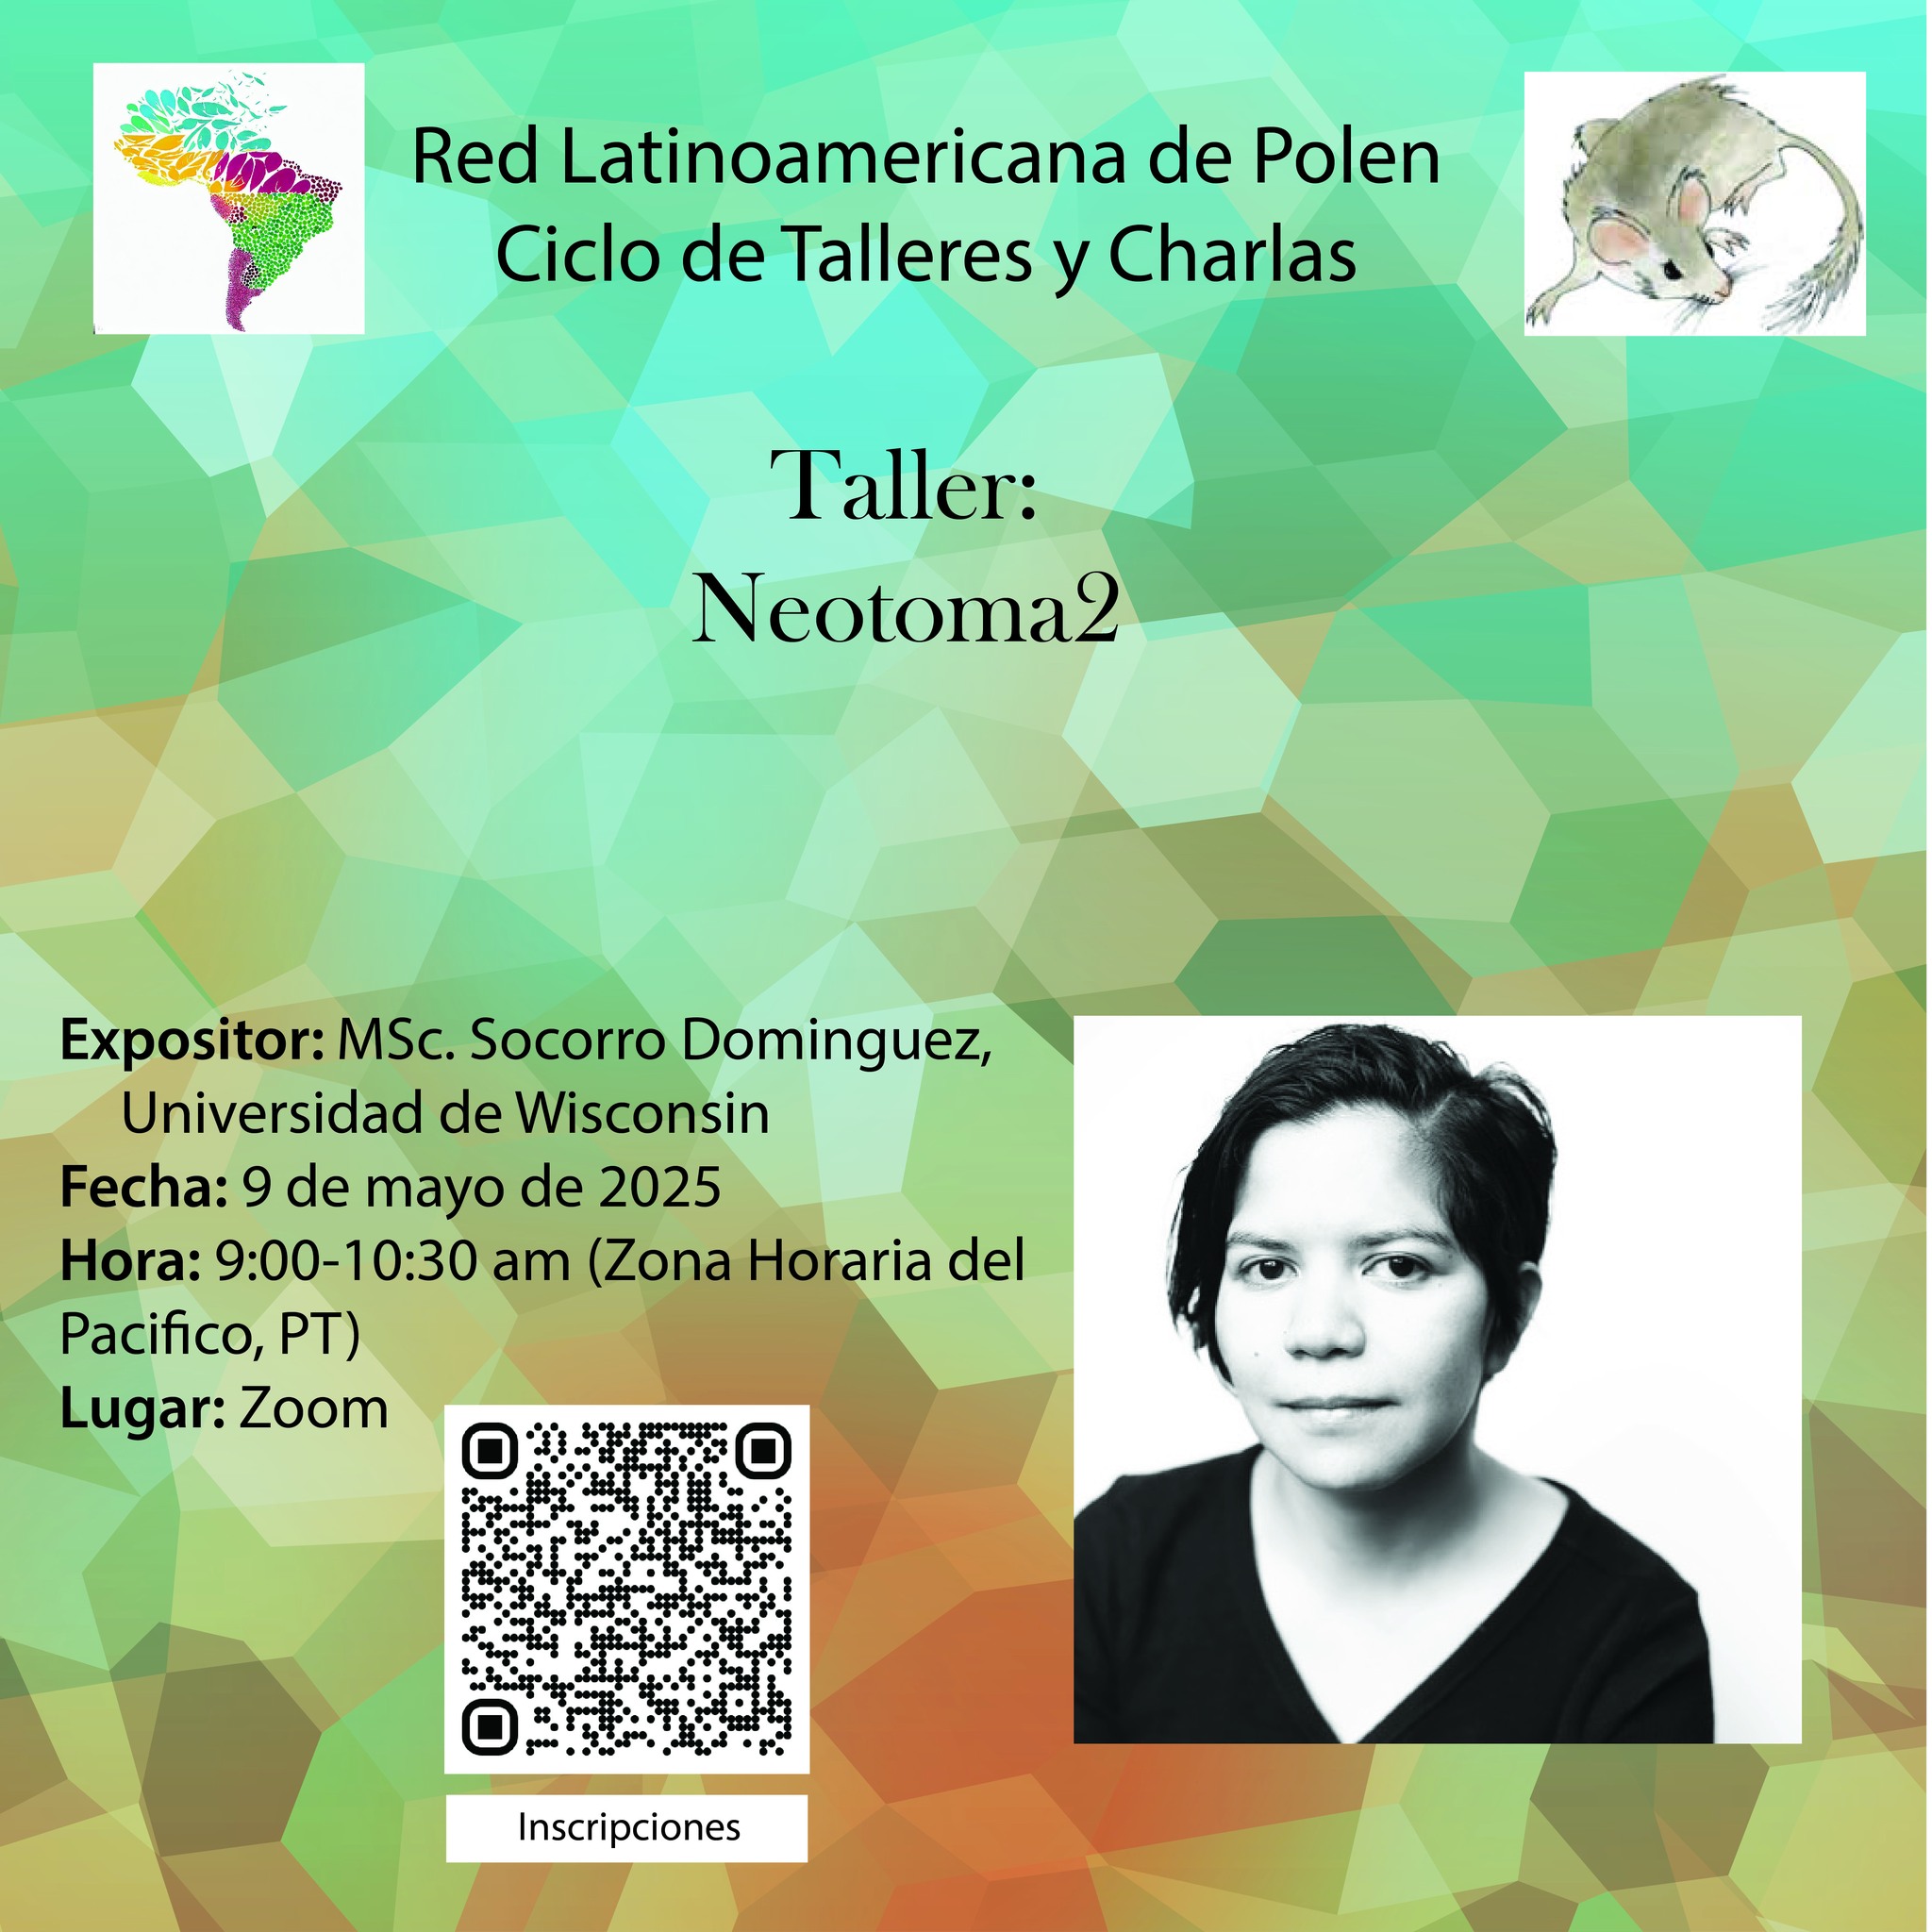 Red Latinoamericana de Polen
Ciclo de Talleres y Charlas
Taller:
Neotoma2
Expositor: MSc. Socorro Dominguez,
Universidad de Wisconsin
Fecha: 9 de mayo de 2025
Hora: 9:00-10:30 am (Zona Horaria del
Pacifico, PT)
Lugar: Zoom
Inscripciones